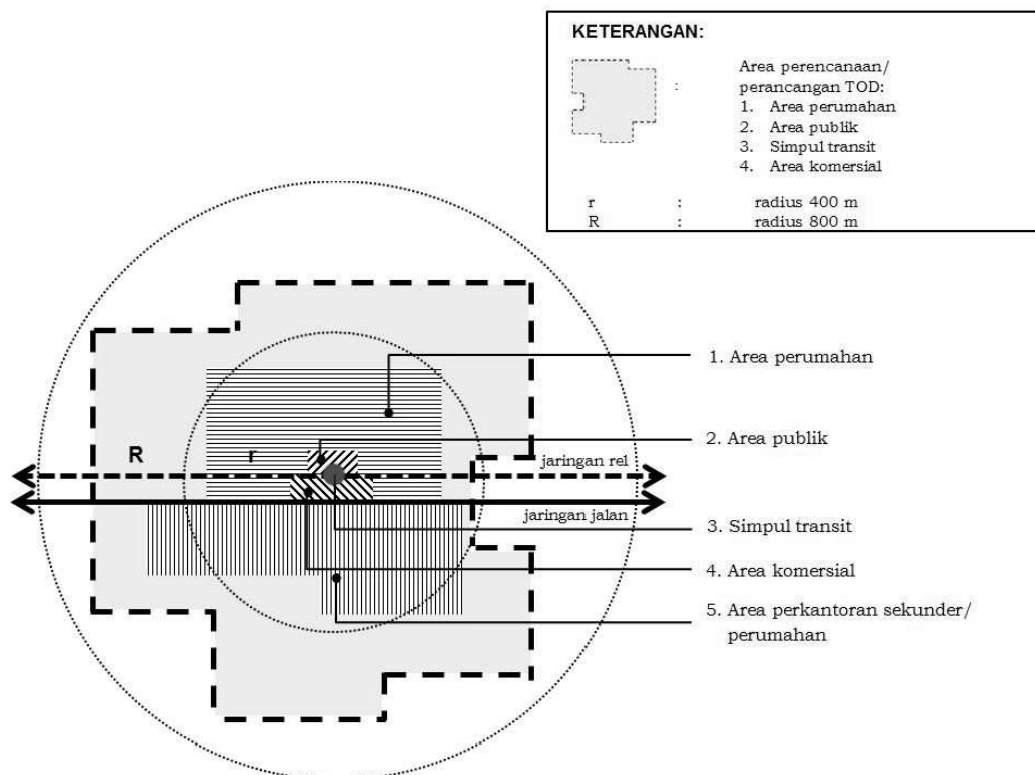 KETERANGAN:
: Area perencanaan/
perancangan TOD:
1. Area perumahan
2. Area publik
3. Simpul transit
4. Area komersial
r : radius 400 m
R : radius 800 m
1. Area perumahan
2. Area publik
R r
jaringan rel
jaringan jalan
3. Simpul transit
4. Area komersial
5. Area perkantoran sekunder/
perumahan